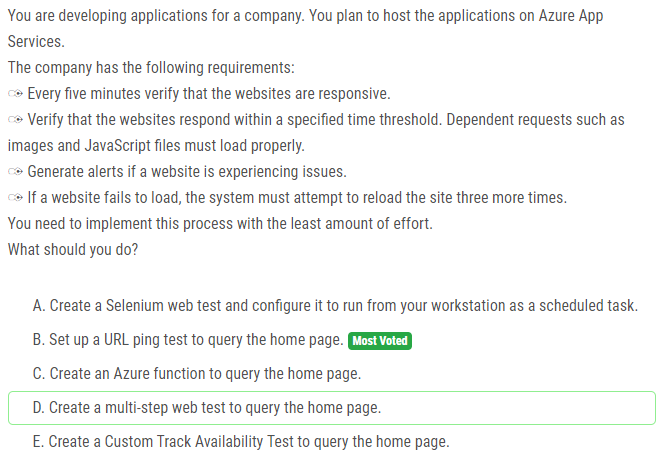 You are developing applications for a company. You plan to host the applications on Azure App
Services.
The company has the following requirements:
Every five minutes verify that the websites are responsive.
Verify that the websites respond within a specified time threshold. Dependent requests such as
images and JavaScript files must load properly.
Generate alerts if a website is experiencing issues.
If a website fails to load, the system must attempt to reload the site three more times.
You need to implement this process with the least amount of effort.
What should you do?
A. Create a Selenium web test and configure it to run from your workstation as a scheduled task.
B. Set up a URL ping test to query the home page. Most Voted
C. Create an Azure function to query the home page.
D. Create a multi-step web test to query the home page.
E. Create a Custom Track Availability Test to query the home page.